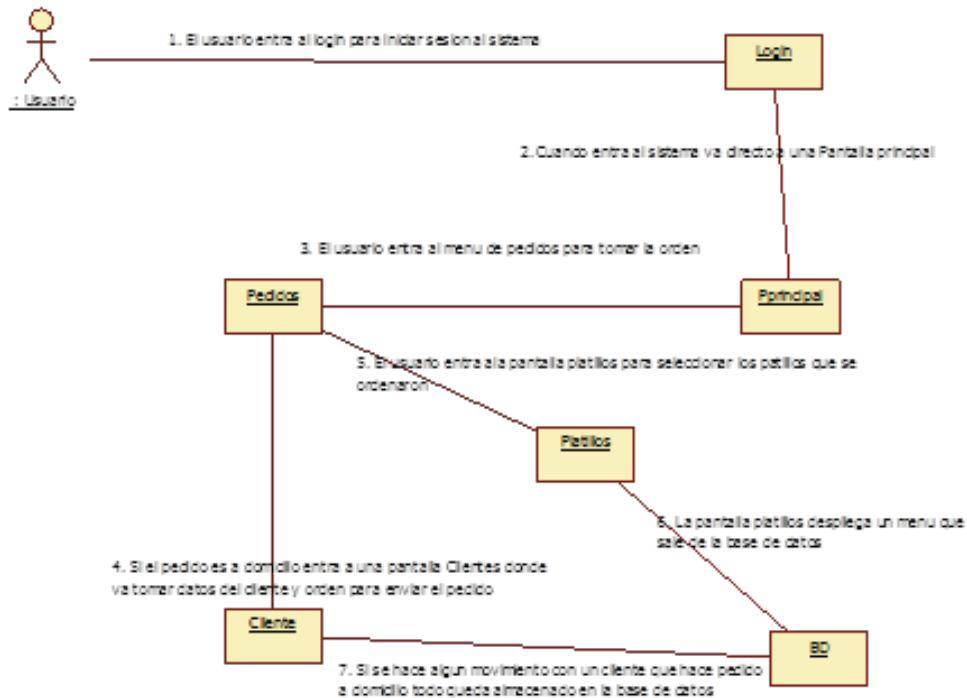 1. El usuario entra al login para iniciar sesion al sistema
Login
: Usuario
2. Cuando entra al sistema va directo a una Pantalla principal
3. El usuario entra al menu de pedidos para tomar la orden
Pedidos
Pprincipal
5. El usuario entra ala pantalla platillos para seleccionar los patillos que se
ordenaron
Platillos
6. La pantalla platillos despliega un menu que
sale de la base de datos
4. Si el pedido es a domicilio entra a una pantalla Clientes donde
va tomar datos del cliente y orden para enviar el pedido
Cliente
BD
7. Si se hace algun movimiento con un cliente que hace pedido
a domicilo todo queda almacenado en la base de datos